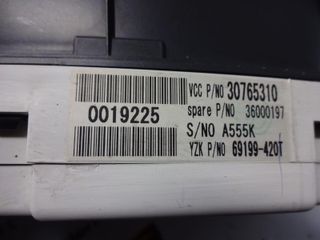 VCC P/NO 30765310
spare P/NO 36000197
0019225
S/NO A555K
YZK P/NO 69199-420T